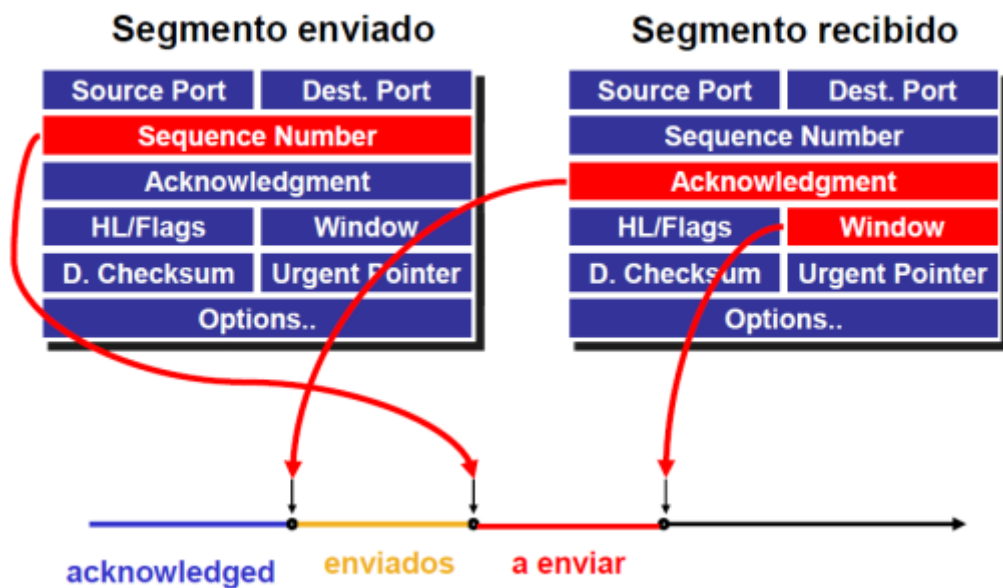 Segmento enviado
Source Port Dest. Port
Sequence Number
Acknowledgment
HL/Flags Window
D. Checksum Urgent Pointer
Options..
Segmento recibido
Source Port Dest. Port
Sequence Number
Acknowledgment
HL/Flags Window
D. Checksum Urgent Pointer
Options..
acknowledged enviados a enviar